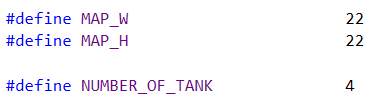 #define MAP_W 22
#define MAP_H 22
#define NUMBER_OF_TANK 4